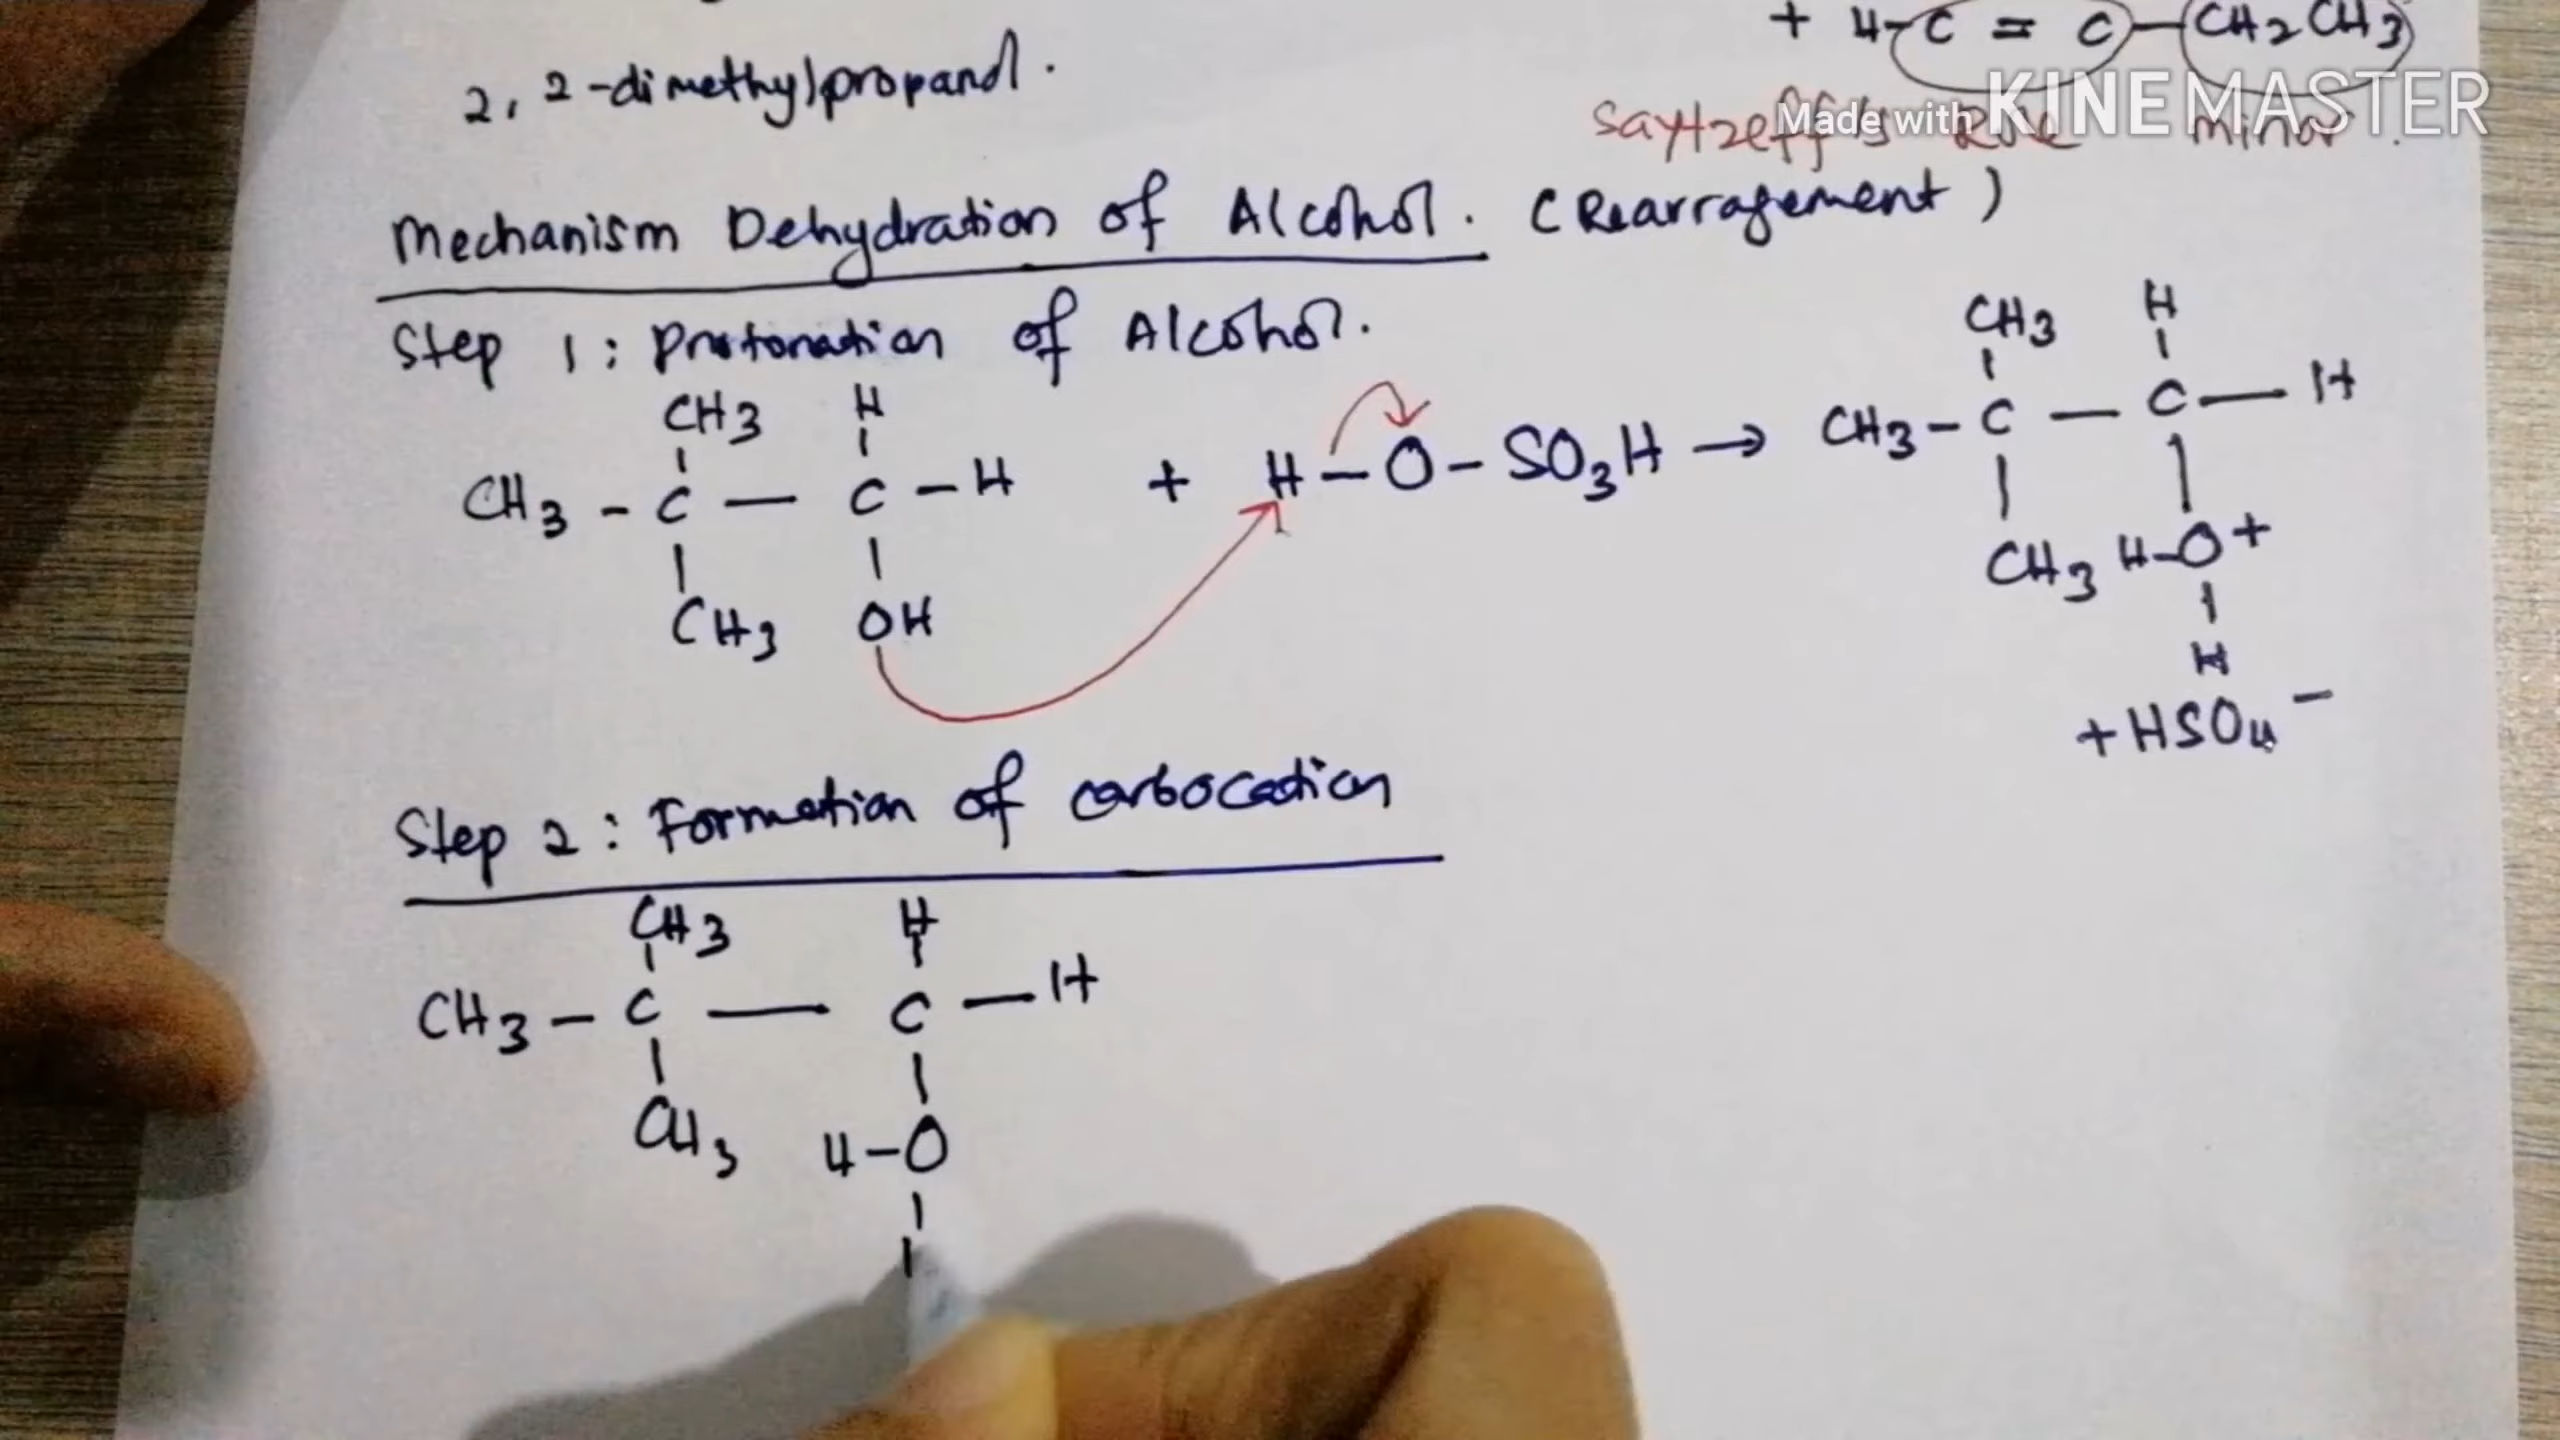 + H-C = C-CH2CH3
2, 2-dimethylpropanol.
Made with KINEMASTER
Saytzeff's Rule minor.
Mechanism Dehydration of Alcohol. (Rearragement)
Step 1: Protonation of Alcohol.
CH3 H
CH3 - C - C - H + H - O - SO3H → CH3 - C - C - H
CH3 OH
CH3 H
CH3 H-O+
H
+ HSO4 -
Step 2: Formation of carbocation
CH3 H
CH3 - C - C - H
CH3 H-O